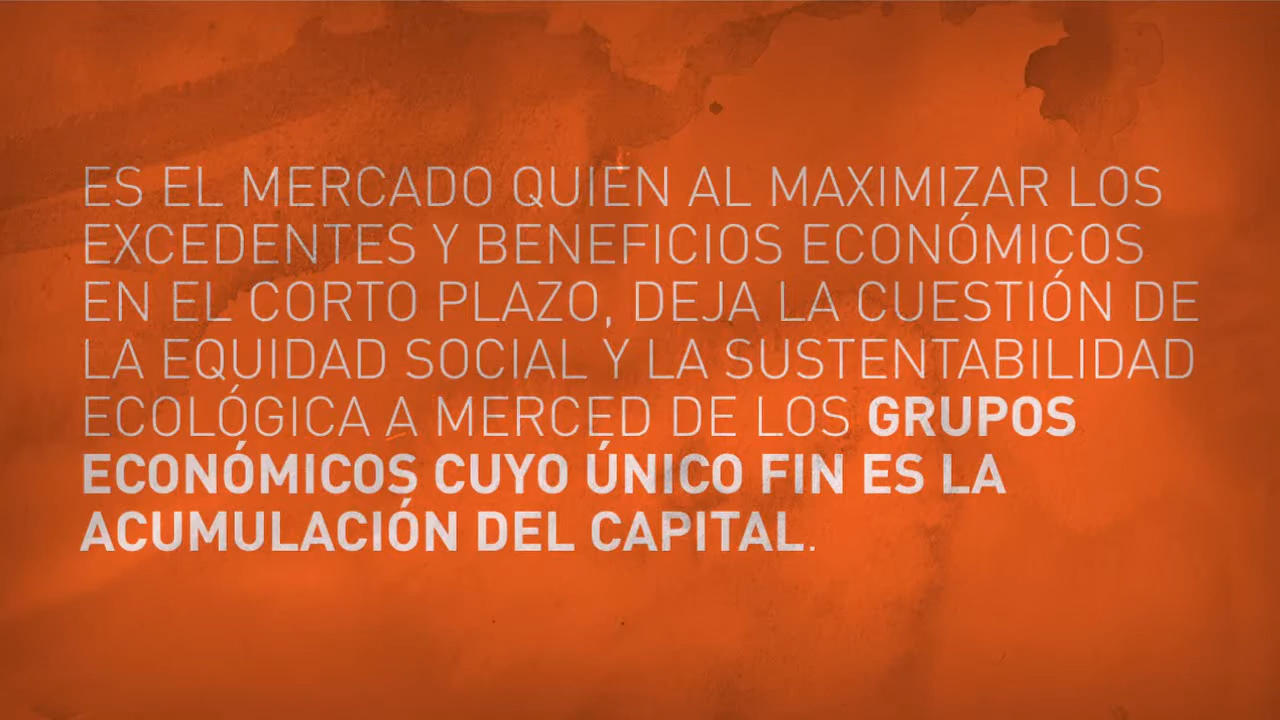 ES EL MERCADO QUIEN AL MAXIMIZAR LOS
EXCEDENTES Y BENEFICIOS ECONÓMICOS
EN EL CORTO PLAZO, DEJA LA CUESTIÓN DE
LA EQUIDAD SOCIAL Y LA SUSTENTABILIDAD
ECOLÓGICA A MERCED DE LOS GRUPOS
ECONÓMICOS CUYO ÚNICO FIN ES LA
ACUMULACIÓN DEL CAPITAL.